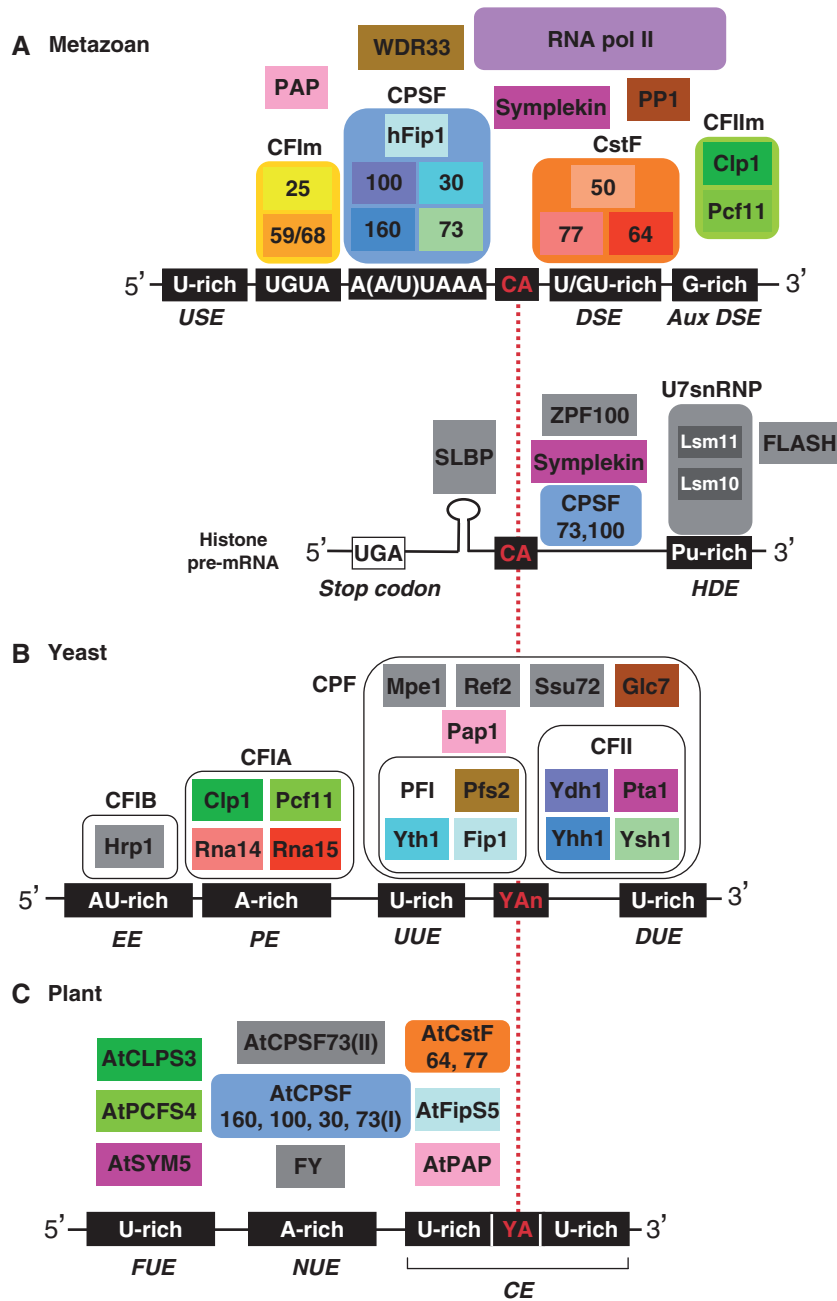 A Metazoan
WDR33
RNA pol II
PAP
CPSF
Symplekin
PP1
CFIm
hFip1
CstF
CFIIm
25
100
30
50
Clp1
59/68
160
73
77
64
Pcf11
5’ U-rich UGUA A(A/U)UAAA CA U/GU-rich G-rich 3’
USE DSE Aux DSE
U7snRNP
ZPF100
SLBP
Symplekin
Lsm11
FLASH
Lsm10
CPSF
73,100
Histone
pre-mRNA
5’ UGA CA Pu-rich 3’
Stop codon HDE
B Yeast
CPF
Mpe1 Ref2 Ssu72 Glc7
Pap1
CFIA
CFII
CFIB
Clp1 Pcf11
PFI Pfs2
Ydh1 Pta1
Hrp1
Rna14 Rna15
Yth1 Fip1
Yhh1 Ysh1
5’ AU-rich A-rich U-rich YAn U-rich 3’
EE PE UUE DUE
C Plant
AtCLPS3
AtCPSF73(II)
AtCstF
64, 77
AtPCFS4
AtCPSF
160, 100, 30, 73(I)
AtFipS5
AtSYM5
FY
AtPAP
5’ U-rich A-rich U-rich YA U-rich 3’
FUE NUE CE